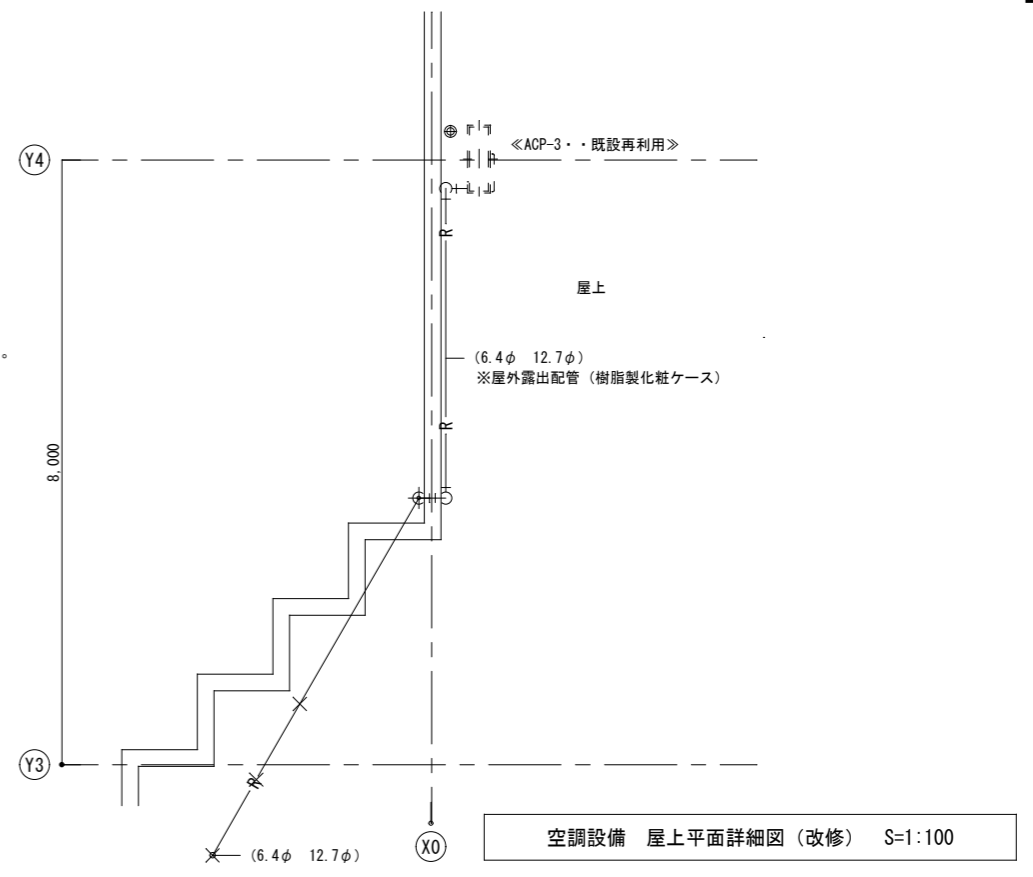 Y4
≪ACP-3・・既設再利用≫
R
屋上
。
(6.4φ 12.7φ)
※屋外露出配管（樹脂製化粧ケース）
R
8,000
Y3
R
(6.4φ 12.7φ)
X0
空調設備 屋上平面詳細図（改修） S=1:100